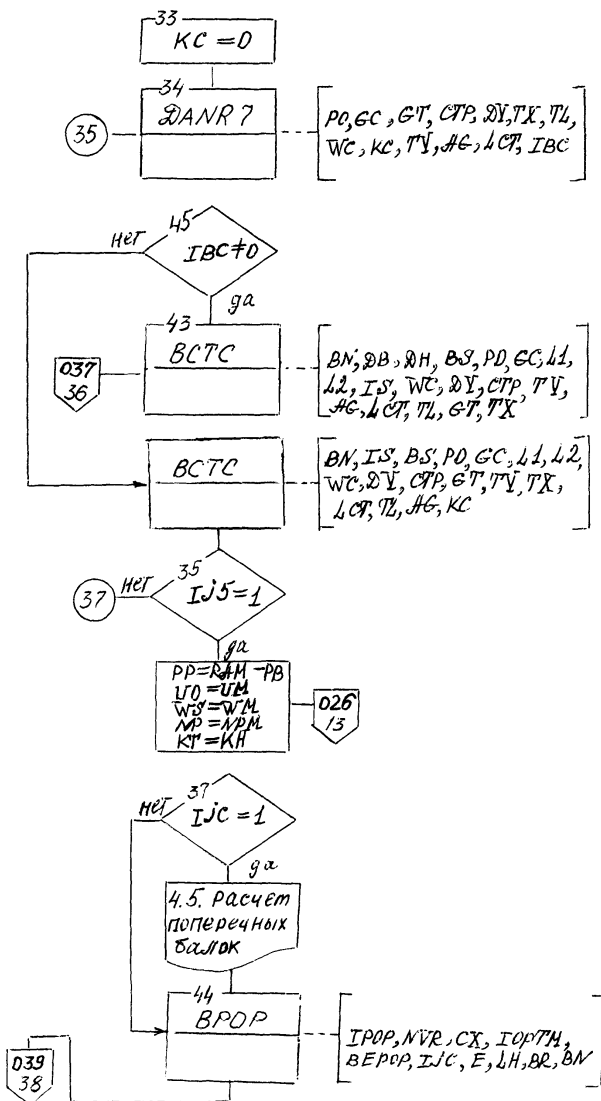 33
KC = 0
34
DANR7
35
PO, GC, GT, CTP, DY, TX, TL,
WC, KC, TY, AG, LCT, IBC
45
нет
IBC≠0
да
43
BCTC
037
36
BN, DB, DH, BS, PO, GC, L1,
L2, IS, WC, DY, CTP, TY,
AG, LCT, TL, GT, TX
BCTC
BN, IS, BS, PO, GC, L1, L2,
WC, DY, CTP, GT, TY, TX,
LCT, TL, AG, KC
35
37
нет
Ij5=1
да
PP=RAM-PB
UO=UM
WS=WM
NP=NPM
KT=KH
026
13
37
нет
IjC=1
да
4.5. Расчет
поперечных
балок
44
BPOP
IPOP, NVR, CX, IOPTM,
BEPOP, IJC, E, LH, BR, BN
039
38